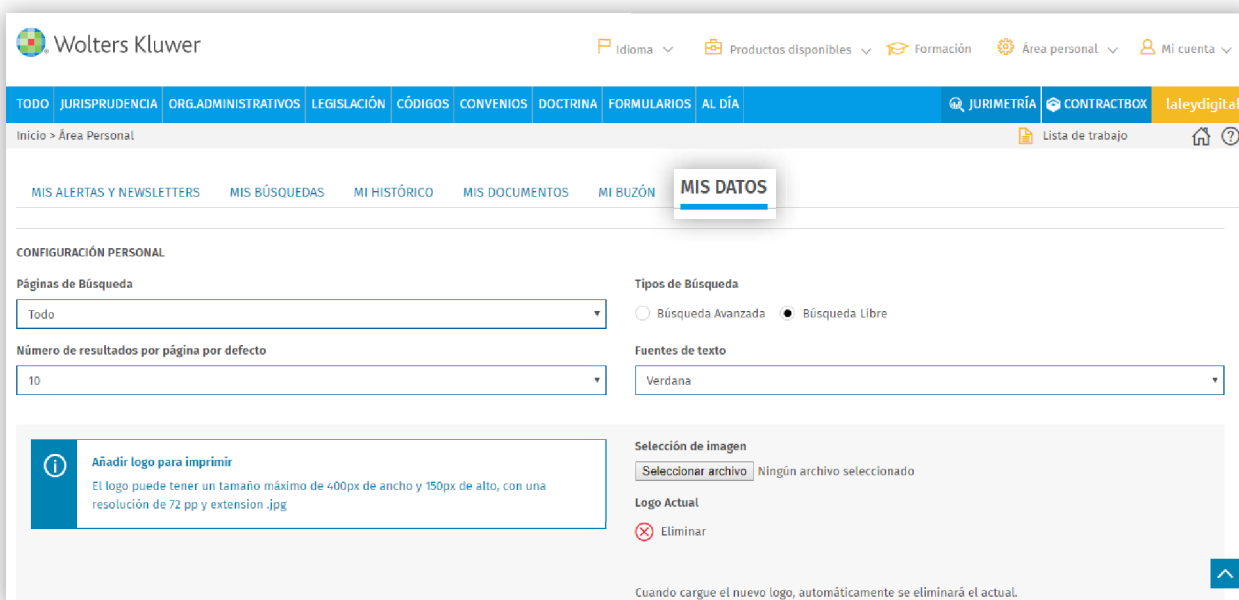 Wolters Kluwer
Idioma Productos disponibles Formación Área personal Mi cuenta
TODO JURISPRUDENCIA ORG.ADMINISTRATIVOS LEGISLACIÓN CÓDIGOS CONVENIOS DOCTRINA FORMULARIOS AL DÍA JURIMETRÍA CONTRACTBOX laleydigital
Inicio > Área Personal Lista de trabajo
MIS ALERTAS Y NEWSLETTERS MIS BÚSQUEDAS MI HISTÓRICO MIS DOCUMENTOS MI BUZÓN MIS DATOS
CONFIGURACIÓN PERSONAL
Páginas de Búsqueda
Todo
Tipos de Búsqueda
Búsqueda Avanzada Búsqueda Libre
Número de resultados por página por defecto
10
Fuentes de texto
Verdana
Añadir logo para imprimir
El logo puede tener un tamaño máximo de 400px de ancho y 150px de alto, con una
resolución de 72 pp y extension .jpg
Selección de imagen
Seleccionar archivo Ningún archivo seleccionado
Logo Actual
Eliminar
Cuando cargue el nuevo logo, automáticamente se eliminará el actual.